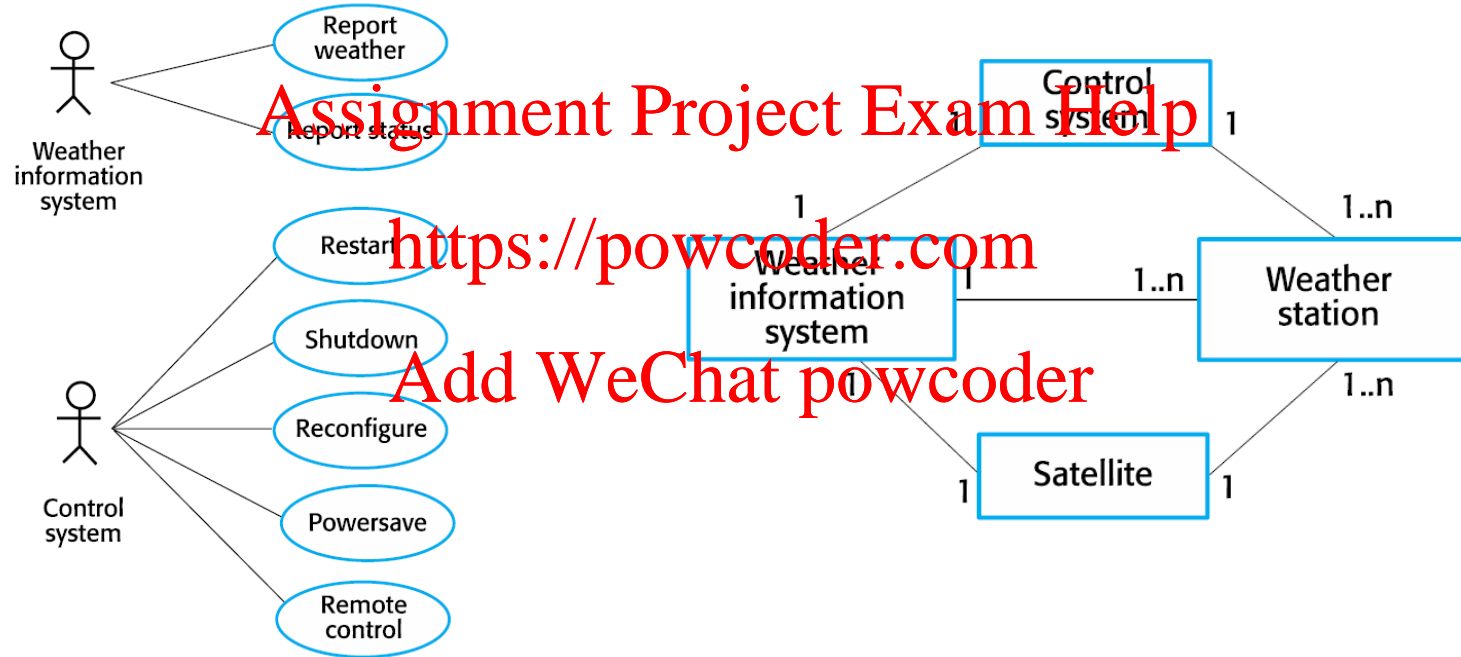 Report
weather
Report status
Weather
information
system
Restart
Shutdown
Reconfigure
Powersave
Remote
control
Control
system
Control
system
1
1
1
1..n
Weather
information
system
1
1..n
Weather
station
1
1..n
Satellite
1
1
Assignment Project Exam Help
https://powcoder.com
Add WeChat powcoder